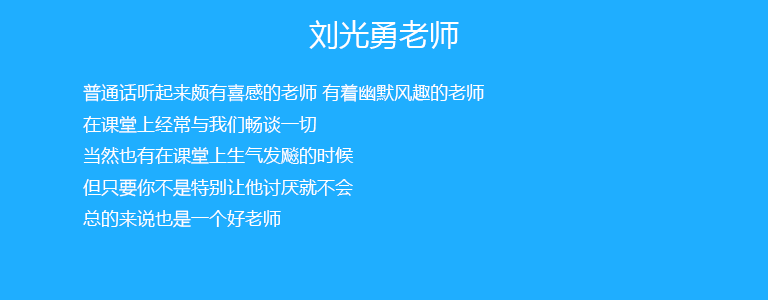 刘光勇老师
普通话听起来颇有喜感的老师 有着幽默风趣的老师
在课堂上经常与我们畅谈一切
当然也有在课堂上生气发飚的时候
但只要你不是特别让他讨厌就不会
总的来说也是一个好老师